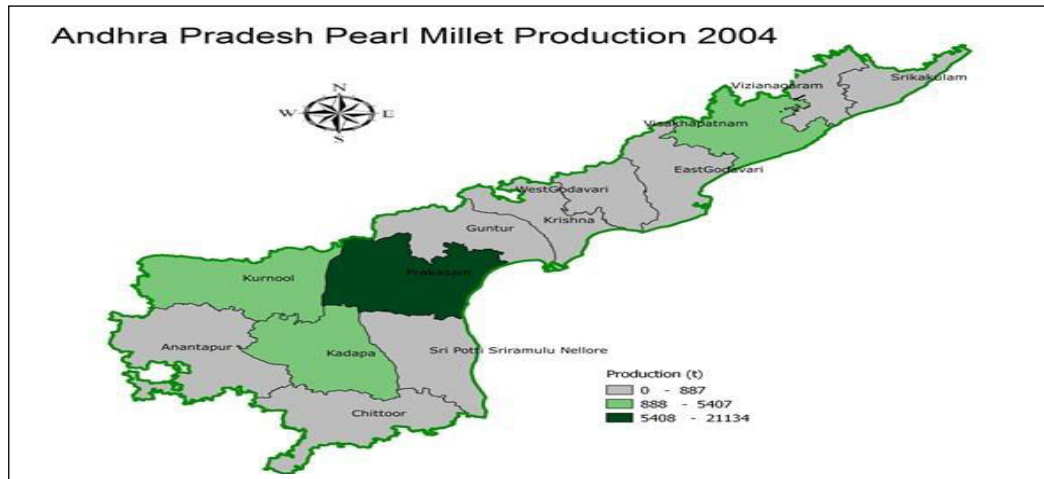 Andhra Pradesh Pearl Millet Production 2004
N
W E
S
Srikakulam
Vizianagaram
Visakhapatnam
EastGodavari
WestGodavari
Krishna
Guntur
Prakasam
Kurnool
Anantapur
Kadapa
Sri Potti Sriramulu Nellore
Chittoor
Production (t)
0 - 887
888 - 5407
5408 - 21134